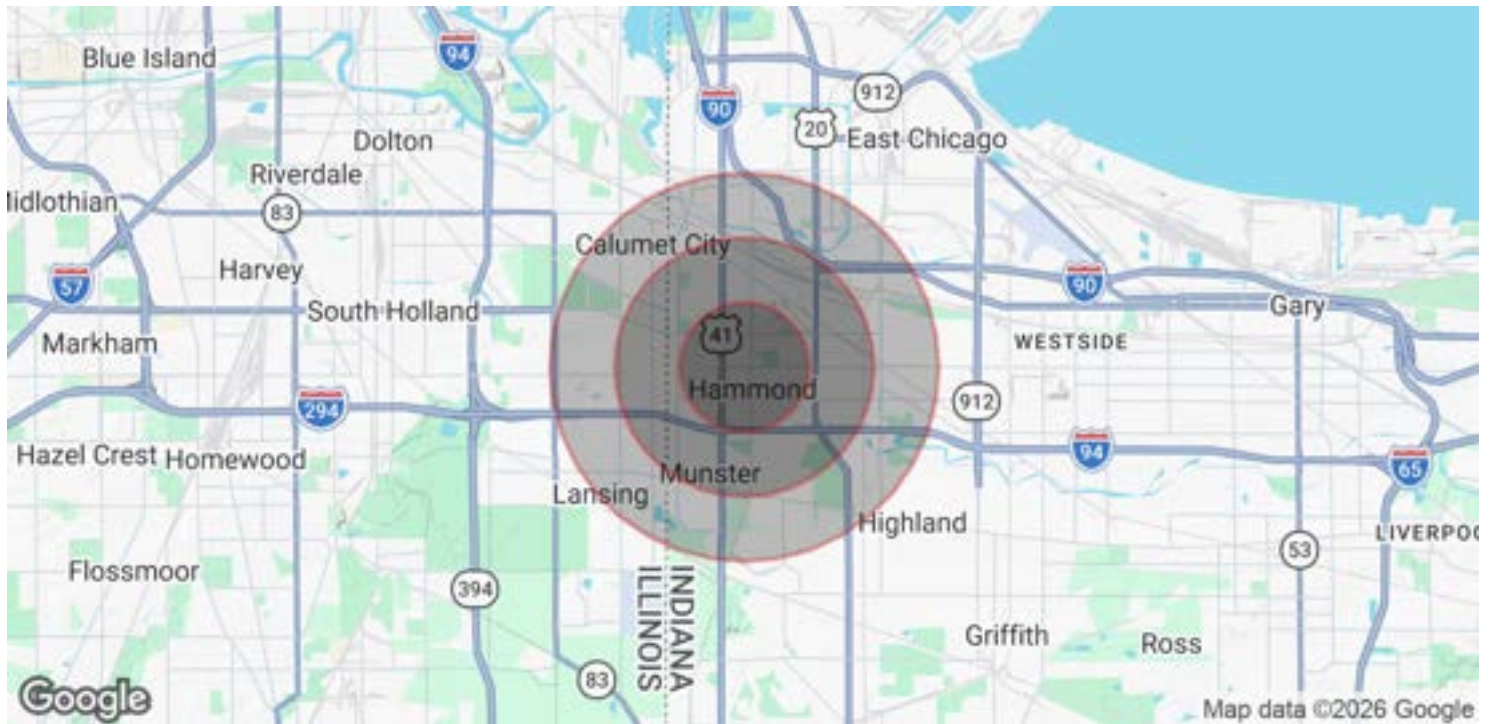 Blue Island
94
90
912
20
East Chicago
Dolton
Riverdale
idlothian
83
Calumet City
Harvey
57
90
South Holland
Gary
41
WESTSIDE
Markham
Hammond
912
294
94
Hazel Crest
Homewood
65
Munster
Lansing
Highland
LIVERPOO
53
Flossmoor
394
INDIANA
ILLINOIS
Griffith
Ross
83
Google
Map data ©2026 Google